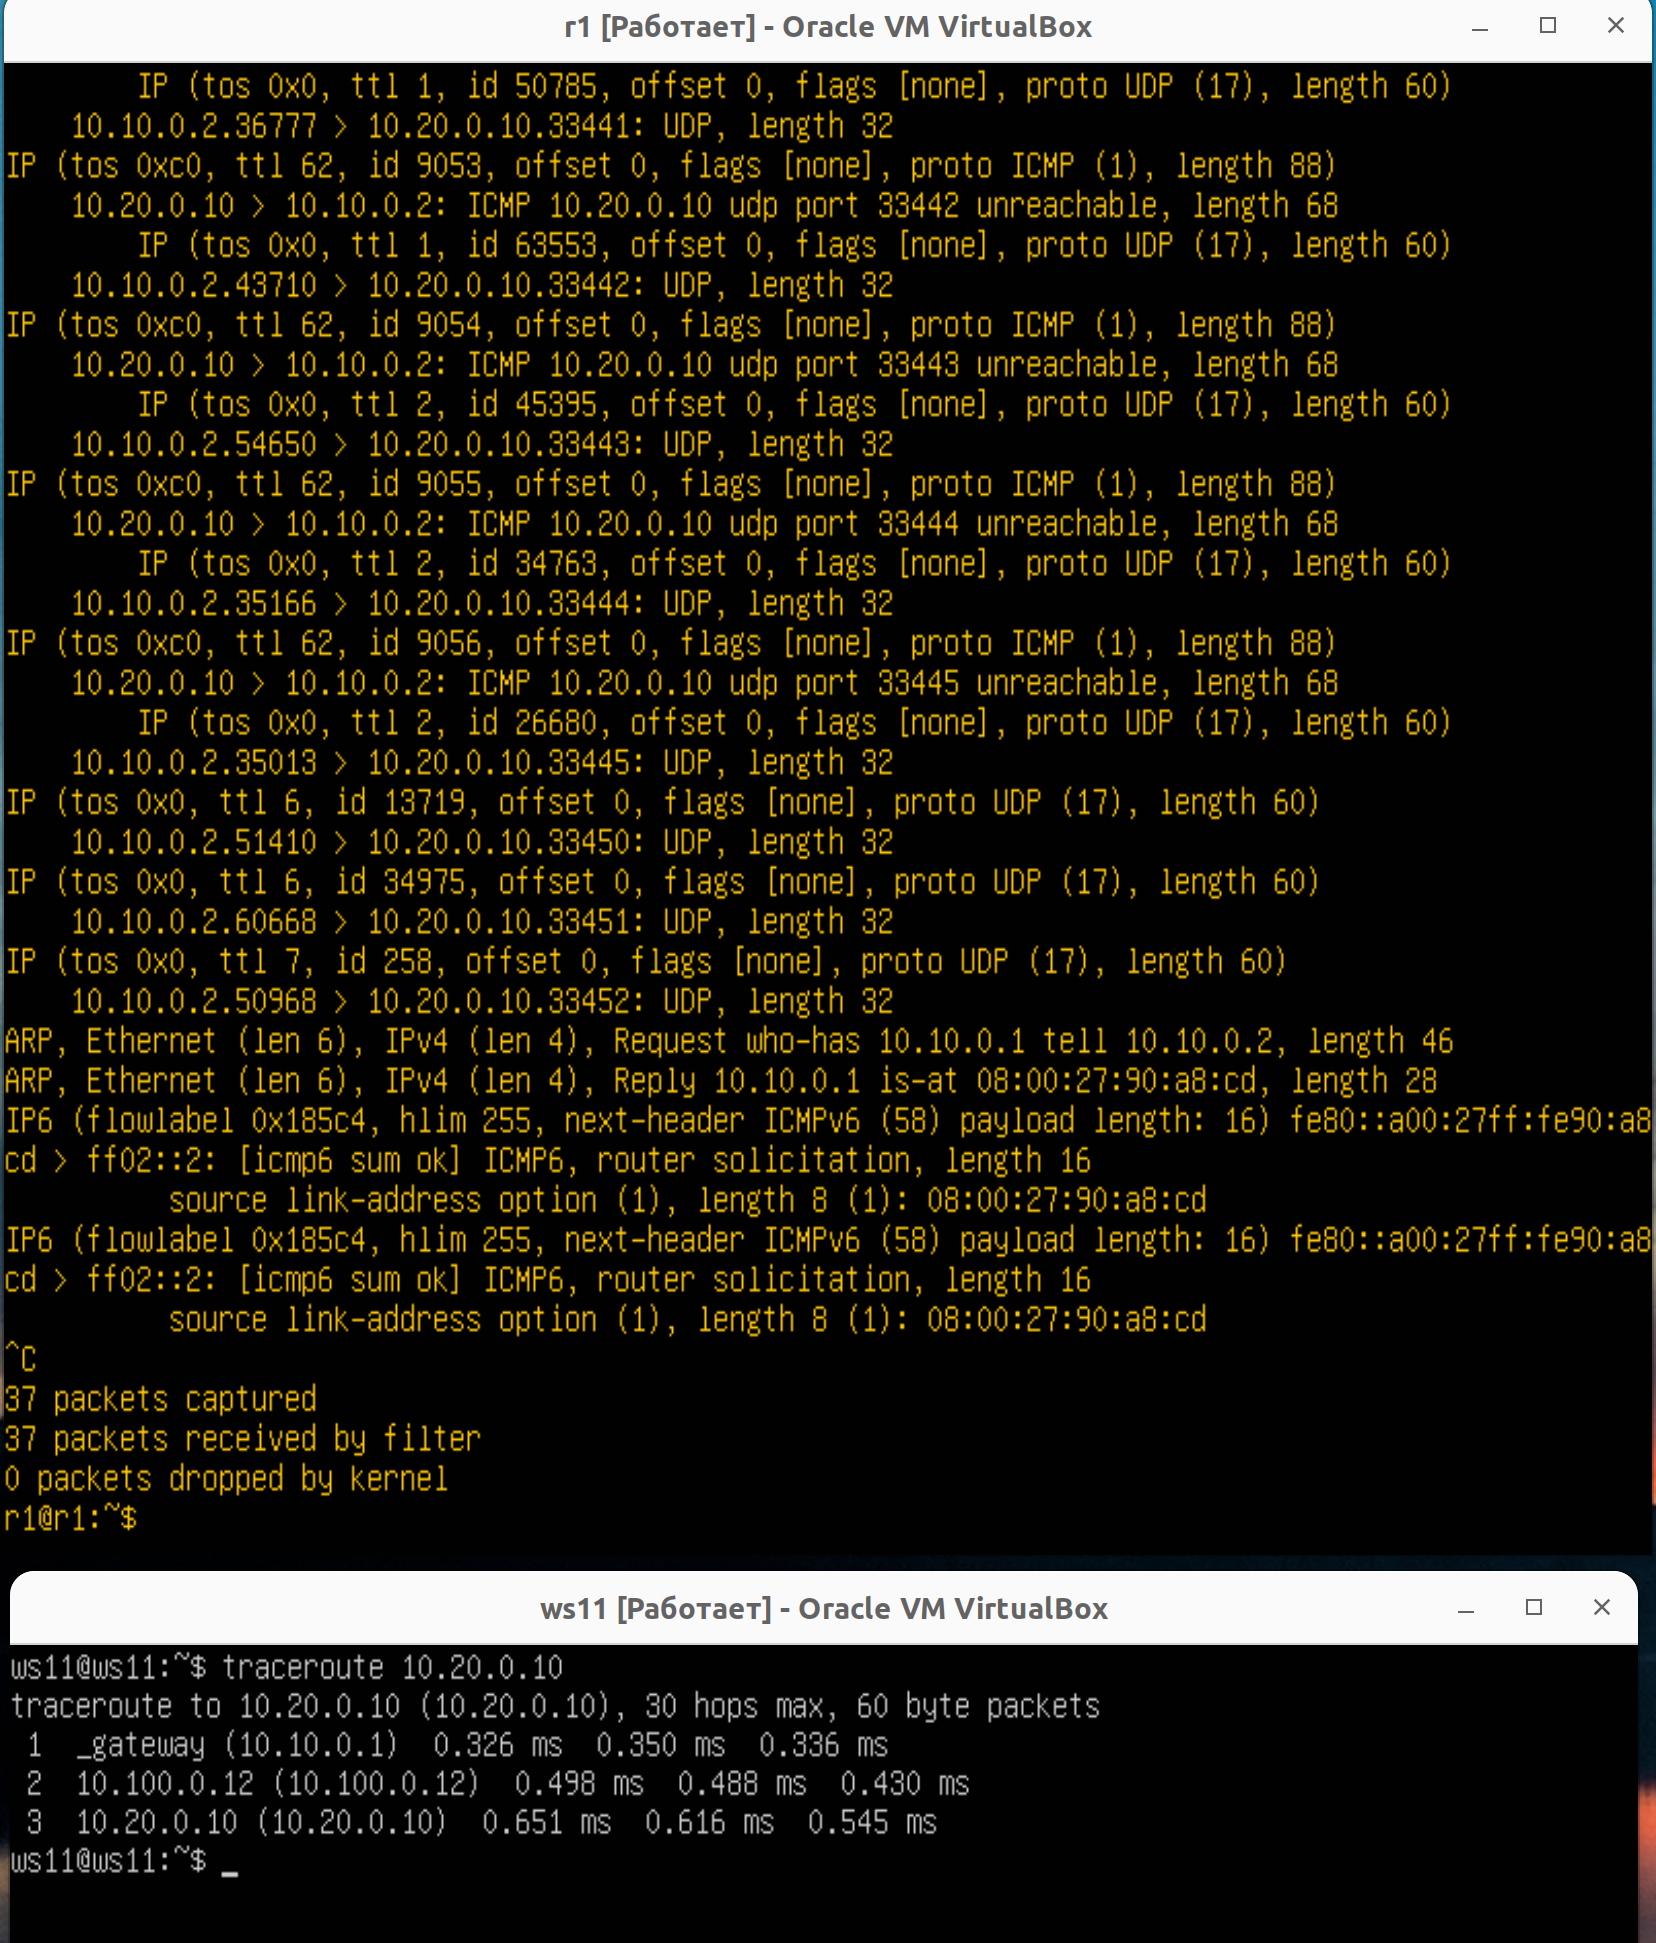 r1 [Работает] - Oracle VM VirtualBox
IP (tos 0x0, ttl 1, id 50785, offset 0, flags [none], proto UDP (17), length 60)
10.10.0.2.36777 > 10.20.0.10.33441: UDP, length 32
IP (tos 0xc0, ttl 62, id 9053, offset 0, flags [none], proto ICMP (1), length 88)
10.20.0.10 > 10.10.0.2: ICMP 10.20.0.10 udp port 33442 unreachable, length 68
IP (tos 0x0, ttl 1, id 63553, offset 0, flags [none], proto UDP (17), length 60)
10.10.0.2.43710 > 10.20.0.10.33442: UDP, length 32
IP (tos 0xc0, ttl 62, id 9054, offset 0, flags [none], proto ICMP (1), length 88)
10.20.0.10 > 10.10.0.2: ICMP 10.20.0.10 udp port 33443 unreachable, length 68
IP (tos 0x0, ttl 2, id 45395, offset 0, flags [none], proto UDP (17), length 60)
10.10.0.2.54650 > 10.20.0.10.33443: UDP, length 32
IP (tos 0xc0, ttl 62, id 9055, offset 0, flags [none], proto ICMP (1), length 88)
10.20.0.10 > 10.10.0.2: ICMP 10.20.0.10 udp port 33444 unreachable, length 68
IP (tos 0x0, ttl 2, id 34763, offset 0, flags [none], proto UDP (17), length 60)
10.10.0.2.35166 > 10.20.0.10.33444: UDP, length 32
IP (tos 0xc0, ttl 62, id 9056, offset 0, flags [none], proto ICMP (1), length 88)
10.20.0.10 > 10.10.0.2: ICMP 10.20.0.10 udp port 33445 unreachable, length 68
IP (tos 0x0, ttl 2, id 26680, offset 0, flags [none], proto UDP (17), length 60)
10.10.0.2.35013 > 10.20.0.10.33445: UDP, length 32
IP (tos 0x0, ttl 6, id 13719, offset 0, flags [none], proto UDP (17), length 60)
10.10.0.2.51410 > 10.20.0.10.33450: UDP, length 32
IP (tos 0x0, ttl 6, id 34975, offset 0, flags [none], proto UDP (17), length 60)
10.10.0.2.60668 > 10.20.0.10.33451: UDP, length 32
IP (tos 0x0, ttl 7, id 258, offset 0, flags [none], proto UDP (17), length 60)
10.10.0.2.50968 > 10.20.0.10.33452: UDP, length 32
ARP, Ethernet (len 6), IPv4 (len 4), Request who-has 10.10.0.1 tell 10.10.0.2, length 46
ARP, Ethernet (len 6), IPv4 (len 4), Reply 10.10.0.1 is-at 08:00:27:90:a8:cd, length 28
IP6 (flowlabel 0x185c4, hlim 255, next-header ICMPv6 (58) payload length: 16) fe80::a00:27ff:fe90:a8
cd > ff02::2: [icmp6 sum ok] ICMP6, router solicitation, length 16
source link-address option (1), length 8 (1): 08:00:27:90:a8:cd
IP6 (flowlabel 0x185c4, hlim 255, next-header ICMPv6 (58) payload length: 16) fe80::a00:27ff:fe90:a8
cd > ff02::2: [icmp6 sum ok] ICMP6, router solicitation, length 16
source link-address option (1), length 8 (1): 08:00:27:90:a8:cd
^C
37 packets captured
37 packets received by filter
0 packets dropped by kernel
r1@r1:~$
ws11 [Работает] - Oracle VM VirtualBox
ws11@ws11:~$ traceroute 10.20.0.10
traceroute to 10.20.0.10 (10.20.0.10), 30 hops max, 60 byte packets
1 _gateway (10.10.0.1) 0.326 ms 0.350 ms 0.336 ms
2 10.100.0.12 (10.100.0.12) 0.498 ms 0.488 ms 0.430 ms
3 10.20.0.10 (10.20.0.10) 0.651 ms 0.616 ms 0.545 ms
ws11@ws11:~$ _